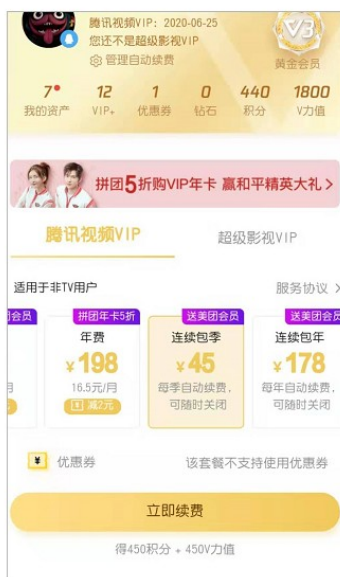 腾讯视频VIP：2020-06-25
您还不是超级影视VIP
管理自动续费
V3
黄金会员
7 12 1 0 440 1800
我的资产 VIP+ 优惠券 钻石 积分 V力值
拼团5折购VIP年卡 赢和平精英大礼 >
腾讯视频VIP 超级影视VIP
适用于非TV用户 服务协议 >
团会员 拼团年卡5折 送美团会员 送美团会员
年费 连续包季 连续包年
¥198 ¥45 ¥178
月 16.5元/月 每季自动续费， 每年自动续费，
¥ 减2元 可随时关闭 可随时关闭
¥ 优惠券 该套餐不支持使用优惠券
立即续费
得450积分 + 450V力值